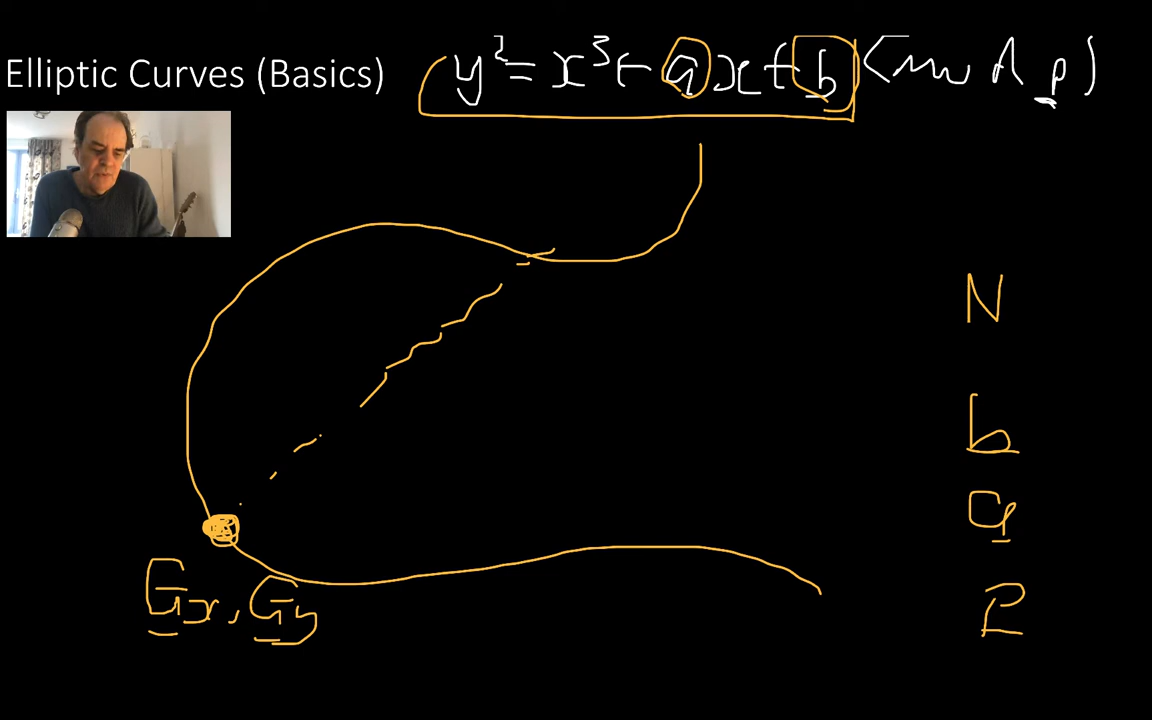 Elliptic Curves (Basics)
y² = x³ + ax + b (mod p)
N
b
a
P
Gx, Gy